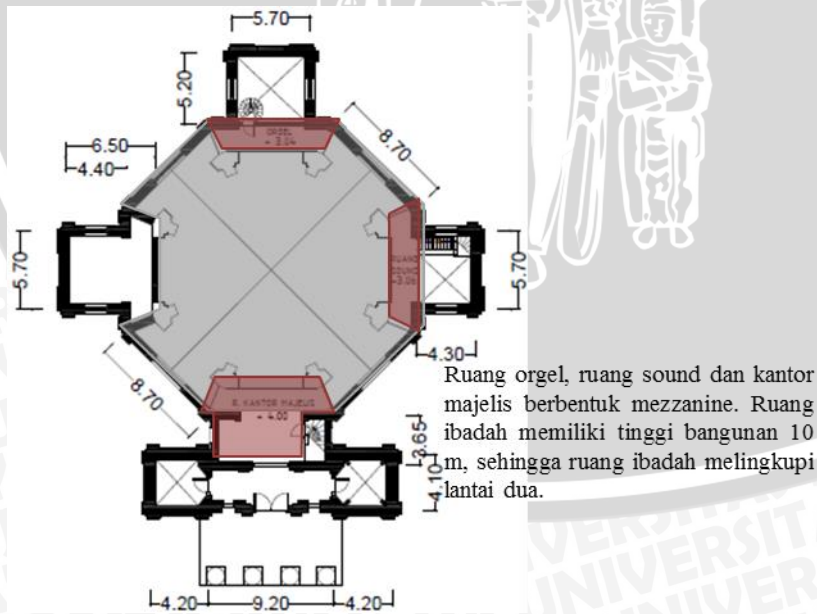 5.70
5.20
ORGEL
+ 3.04
8.70
6.50
4.40
5.70
RUANG
SOUND
5.70
4.30
8.70
R. KANTOR MAJELIS
+ 4.00
3.65
4.10
Ruang orgel, ruang sound dan kantor
majelis berbentuk mezzanine. Ruang
ibadah memiliki tinggi bangunan 10
m, sehingga ruang ibadah melingkupi
lantai dua.
4.20
9.20
4.20